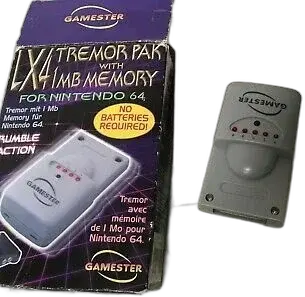 GAMESTER
LX4 TREMOR PAK
WITH
1MB MEMORY
FOR NINTENDO 64
Tremor mit 1 Mb
Memory für
Nintendo 64.
NO
BATTERIES
REQUIRED!
RUMBLE
ACTION
GAMESTER
Tremor
avec
mémoire
de 1 Mo pour
Nintendo 64.
GAMESTER
GAMESTER